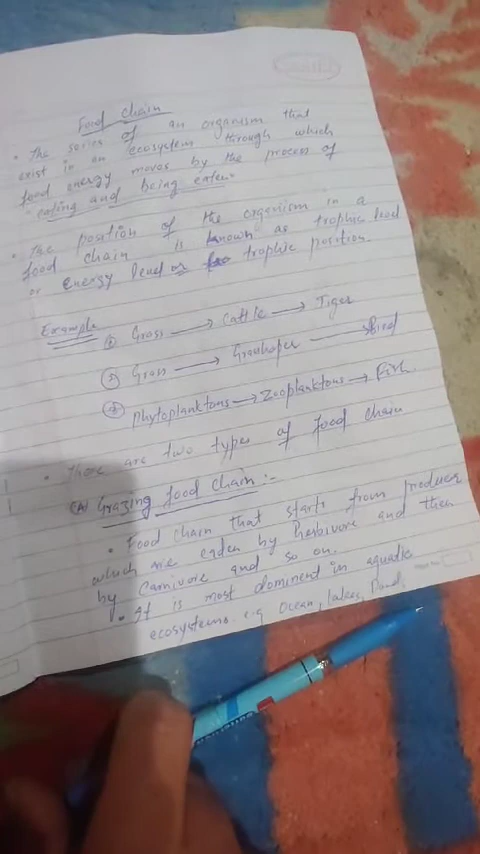 Food chain
• The series of an organism that
exist in an ecosystem through which
food energy moves by the process of
"eating and being eaten."
• The position of the organism in a
food chain is known as trophic level
or Energy level or trophic position.
Example ① Grass → Cattle → Tiger
② Grass → Grasshoper → Bird
③ Phytoplanktons → Zooplanktons → Fish.
• There are two types of food chain
(A) Grazing food chain:-
• Food chain that starts from producer
which are eaten by Herbivore and then
by Carnivore and so on.
• It is most dominent in aquatic
ecosystems. e.g Ocean, lakes, Pond.